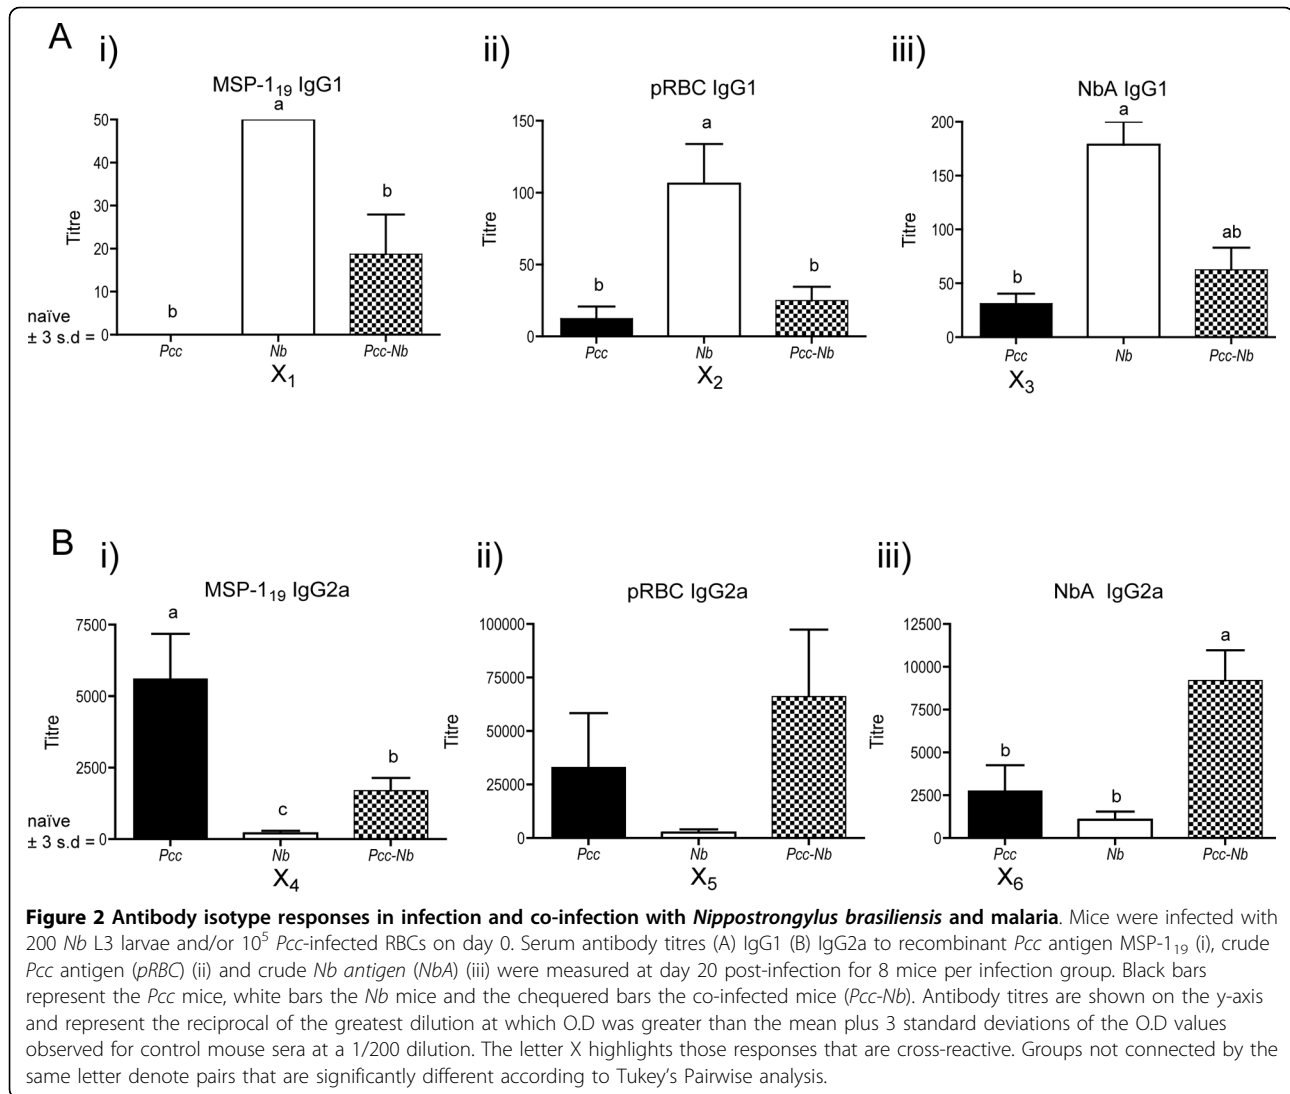 A
i)
MSP-1₁₉ IgG1
a
50
40
30
20
10
0
Titre
b
b
naïve
± 3 s.d =
Pcc
Nb
Pcc-Nb
X₁
ii)
pRBC IgG1
a
150
100
50
0
Titre
b
b
Pcc
Nb
Pcc-Nb
X₂
iii)
NbA IgG1
a
200
150
100
50
0
Titre
b
ab
Pcc
Nb
Pcc-Nb
X₃
B
i)
MSP-1₁₉ IgG2a
a
7500
5000
2500
0
Titre
c
b
naïve
± 3 s.d =
Pcc
Nb
Pcc-Nb
X₄
ii)
pRBC IgG2a
100000
75000
50000
25000
0
Titre
Pcc
Nb
Pcc-Nb
X₅
iii)
NbA IgG2a
12500
10000
7500
5000
2500
0
Titre
b
b
a
Pcc
Nb
Pcc-Nb
X₆
Figure 2 Antibody isotype responses in infection and co-infection with Nippostrongylus brasiliensis and malaria. Mice were infected with
200 Nb L3 larvae and/or 10⁵ Pcc-infected RBCs on day 0. Serum antibody titres (A) IgG1 (B) IgG2a to recombinant Pcc antigen MSP-1₁₉ (i), crude
Pcc antigen (pRBC) (ii) and crude Nb antigen (NbA) (iii) were measured at day 20 post-infection for 8 mice per infection group. Black bars
represent the Pcc mice, white bars the Nb mice and the chequered bars the co-infected mice (Pcc-Nb). Antibody titres are shown on the y-axis
and represent the reciprocal of the greatest dilution at which O.D was greater than the mean plus 3 standard deviations of the O.D values
observed for control mouse sera at a 1/200 dilution. The letter X highlights those responses that are cross-reactive. Groups not connected by the
same letter denote pairs that are significantly different according to Tukey's Pairwise analysis.